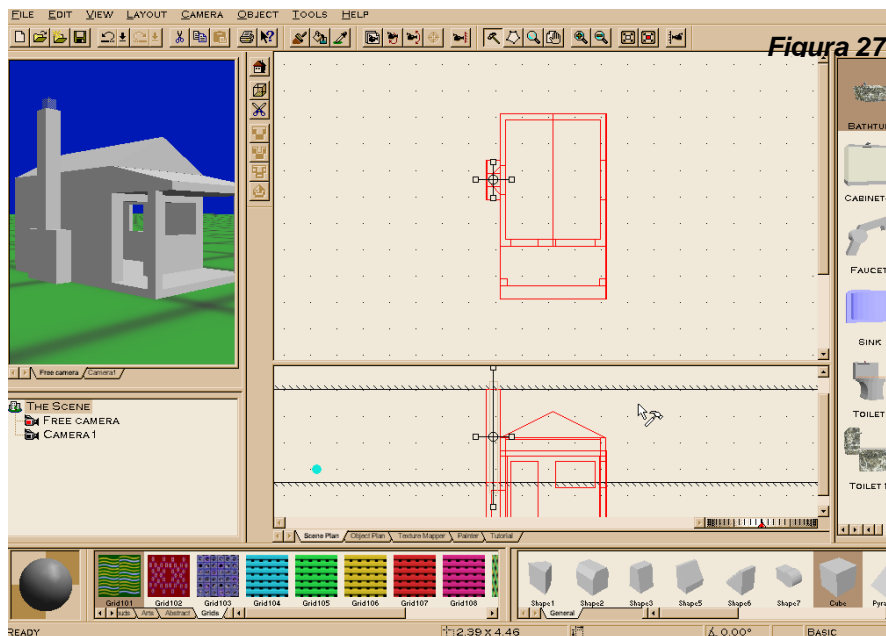 FILE EDIT VIEW LAYOUT CAMERA OBJECT TOOLS HELP
Figura 27
BATHTU
CABINET
FAUCET
SINK
TOILET
TOILET
Free camera Camera1
THE SCENE
FREE CAMERA
CAMERA1
Scene Plan Object Plan Texture Mapper Painter Tutorial
Grid101 Grid102 Grid103 Grid104 Grid105 Grid106 Grid107 Grid108
ouds Arts Abstract Grids
Shape1 Shape2 Shape3 Shape5 Shape6 Shape7 Cube Pyra
General
READY 2.39 X 4.46 0.00° BASIC